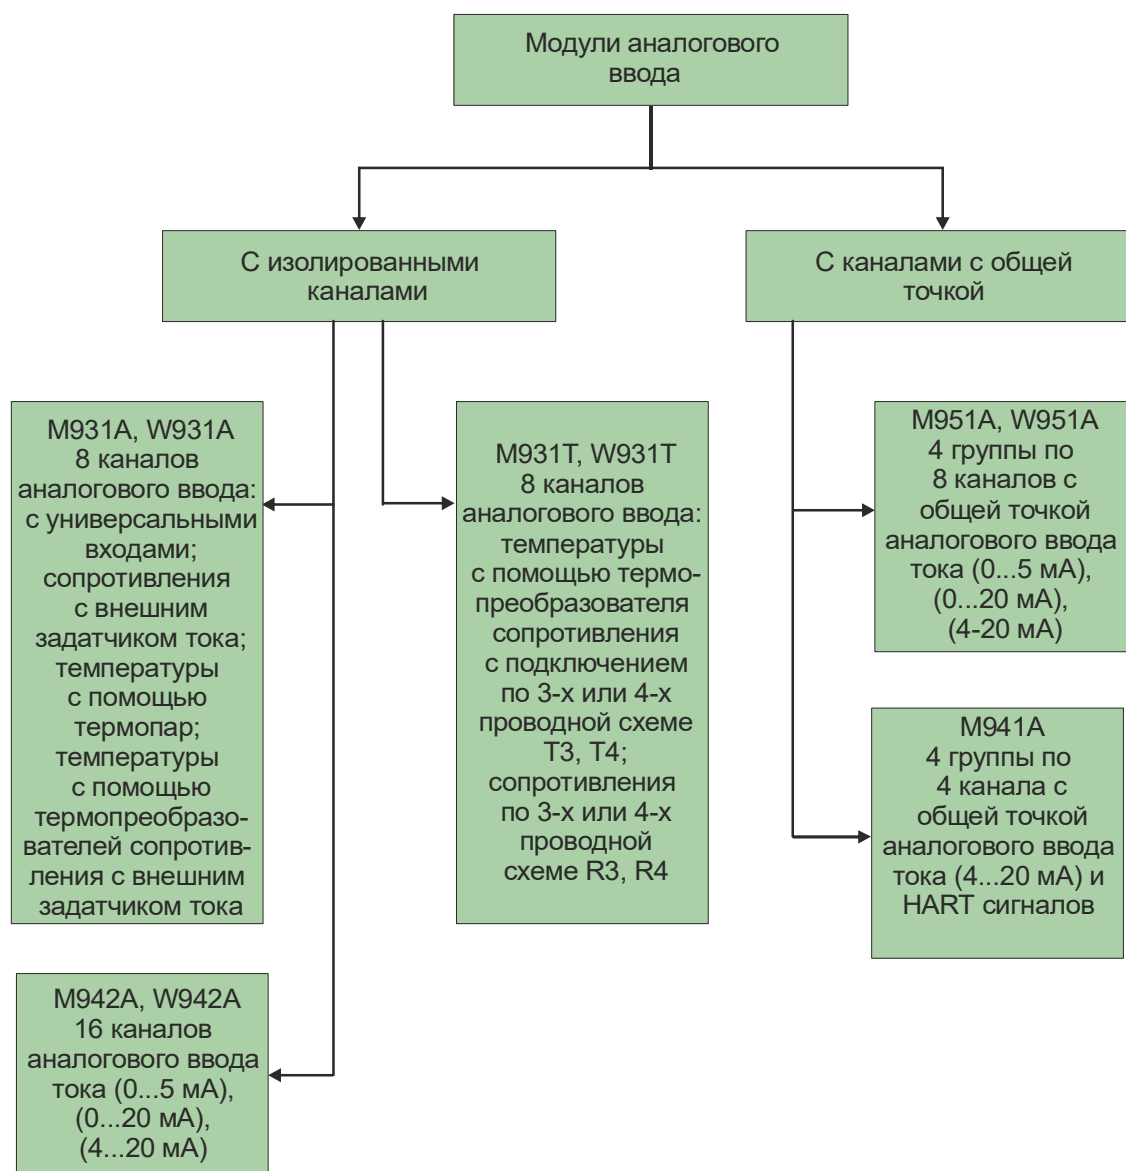 Модули аналогового
ввода
С изолированными
каналами
С каналами с общей
точкой
M931A, W931A
8 каналов
аналогового ввода:
с универсальными
входами;
сопротивления
с внешним
задатчиком тока;
температуры
с помощью
термопар;
температуры
с помощью
термопреобразо-
вателей сопротив-
ления с внешним
задатчиком тока
M931T, W931T
8 каналов
аналогового ввода:
температуры
с помощью термо-
преобразователя
сопротивления
с подключением
по 3-х или 4-х
проводной схеме
T3, T4;
сопротивления
по 3-х или 4-х
проводной
схеме R3, R4
M951A, W951A
4 группы по
8 каналов с
общей точкой
аналогового ввода
тока (0...5 мА),
(0...20 мА),
(4-20 мА)
M941A
4 группы по
4 канала с
общей точкой
аналогового ввода
тока (4...20 мА) и
HART сигналов
M942A, W942A
16 каналов
аналогового ввода
тока (0...5 мА),
(0...20 мА),
(4...20 мА)